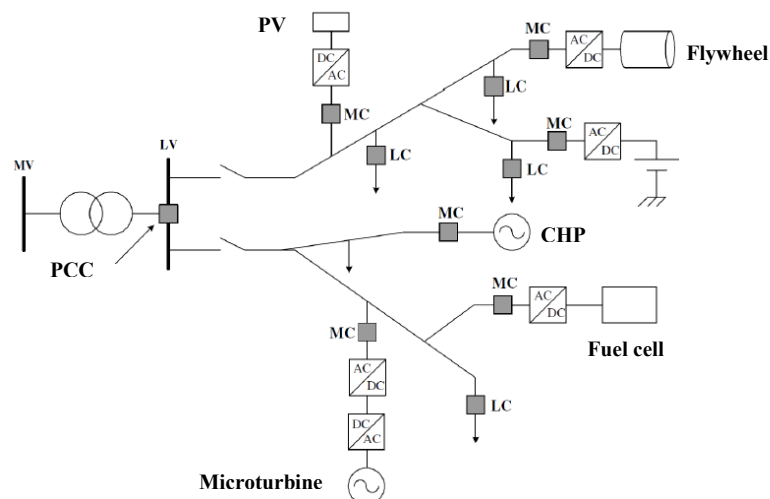 PV
MC
AC
DC
Flywheel
DC
AC
LC
MC
LV
MC
AC
DC
MV
LC
LC
MC
CHP
PCC
MC
AC
DC
MC
Fuel cell
AC
DC
LC
DC
AC
Microturbine